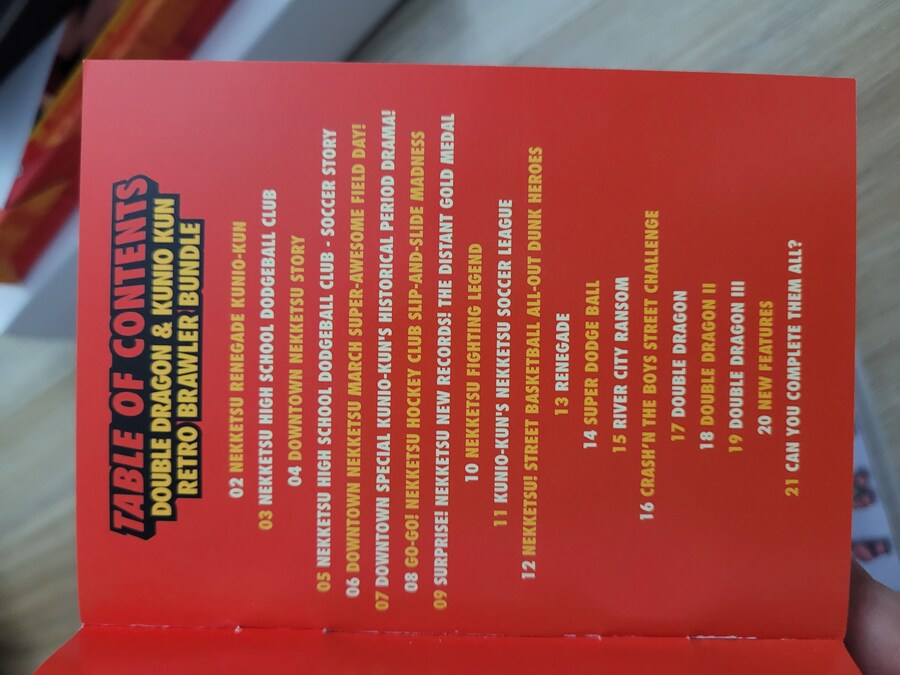 TABLE OF CONTENTS
DOUBLE DRAGON & KUNIO KUN
RETRO BRAWLER BUNDLE
02 NEKKETSU RENEGADE KUNIO-KUN
03 NEKKETSU HIGH SCHOOL DODGEBALL CLUB
04 DOWNTOWN NEKKETSU STORY
05 NEKKETSU HIGH SCHOOL DODGEBALL CLUB - SOCCER STORY
06 DOWNTOWN NEKKETSU MARCH SUPER-AWESOME FIELD DAY!
07 DOWNTOWN SPECIAL KUNIO-KUN'S HISTORICAL PERIOD DRAMA!
08 GO-GO! NEKKETSU HOCKEY CLUB SLIP-AND-SLIDE MADNESS
09 SURPRISE! NEKKETSU NEW RECORDS! THE DISTANT GOLD MEDAL
10 NEKKETSU FIGHTING LEGEND
11 KUNIO-KUN'S NEKKETSU SOCCER LEAGUE
12 NEKKETSU! STREET BASKETBALL ALL-OUT DUNK HEROES
13 RENEGADE
14 SUPER DODGE BALL
15 RIVER CITY RANSOM
16 CRASH'N THE BOYS STREET CHALLENGE
17 DOUBLE DRAGON
18 DOUBLE DRAGON II
19 DOUBLE DRAGON III
20 NEW FEATURES
21 CAN YOU COMPLETE THEM ALL?